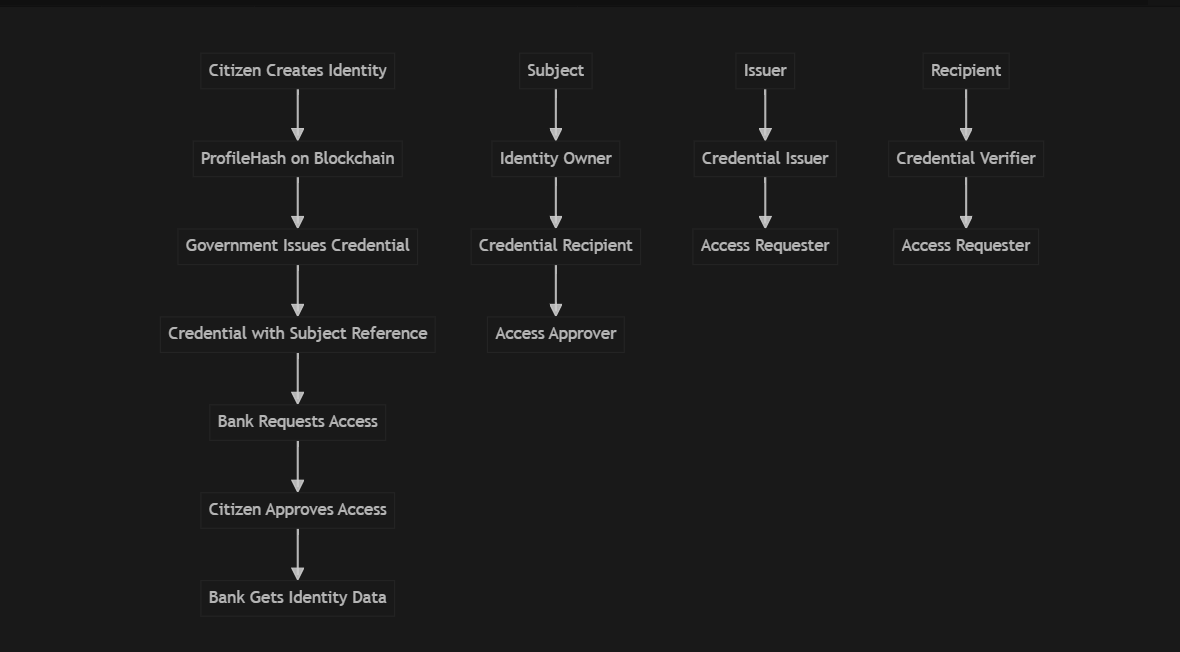 Citizen Creates Identity
ProfileHash on Blockchain
Government Issues Credential
Credential with Subject Reference
Bank Requests Access
Citizen Approves Access
Bank Gets Identity Data
Subject
Identity Owner
Credential Recipient
Access Approver
Issuer
Credential Issuer
Access Requester
Recipient
Credential Verifier
Access Requester